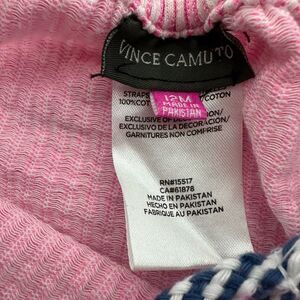 VINCE CAMUTO
12M
MADE IN
PAKISTAN
STRAPS
100%COT
COTTON
EXCLUSIVE OF
EXCLUSIVO DE LA DECORACION/
GARNITURES NON COMPRISE
RN#15517
CA#61878
MADE IN PAKISTAN
HECHO EN PAKISTAN
FABRIQUE AU PAKISTAN